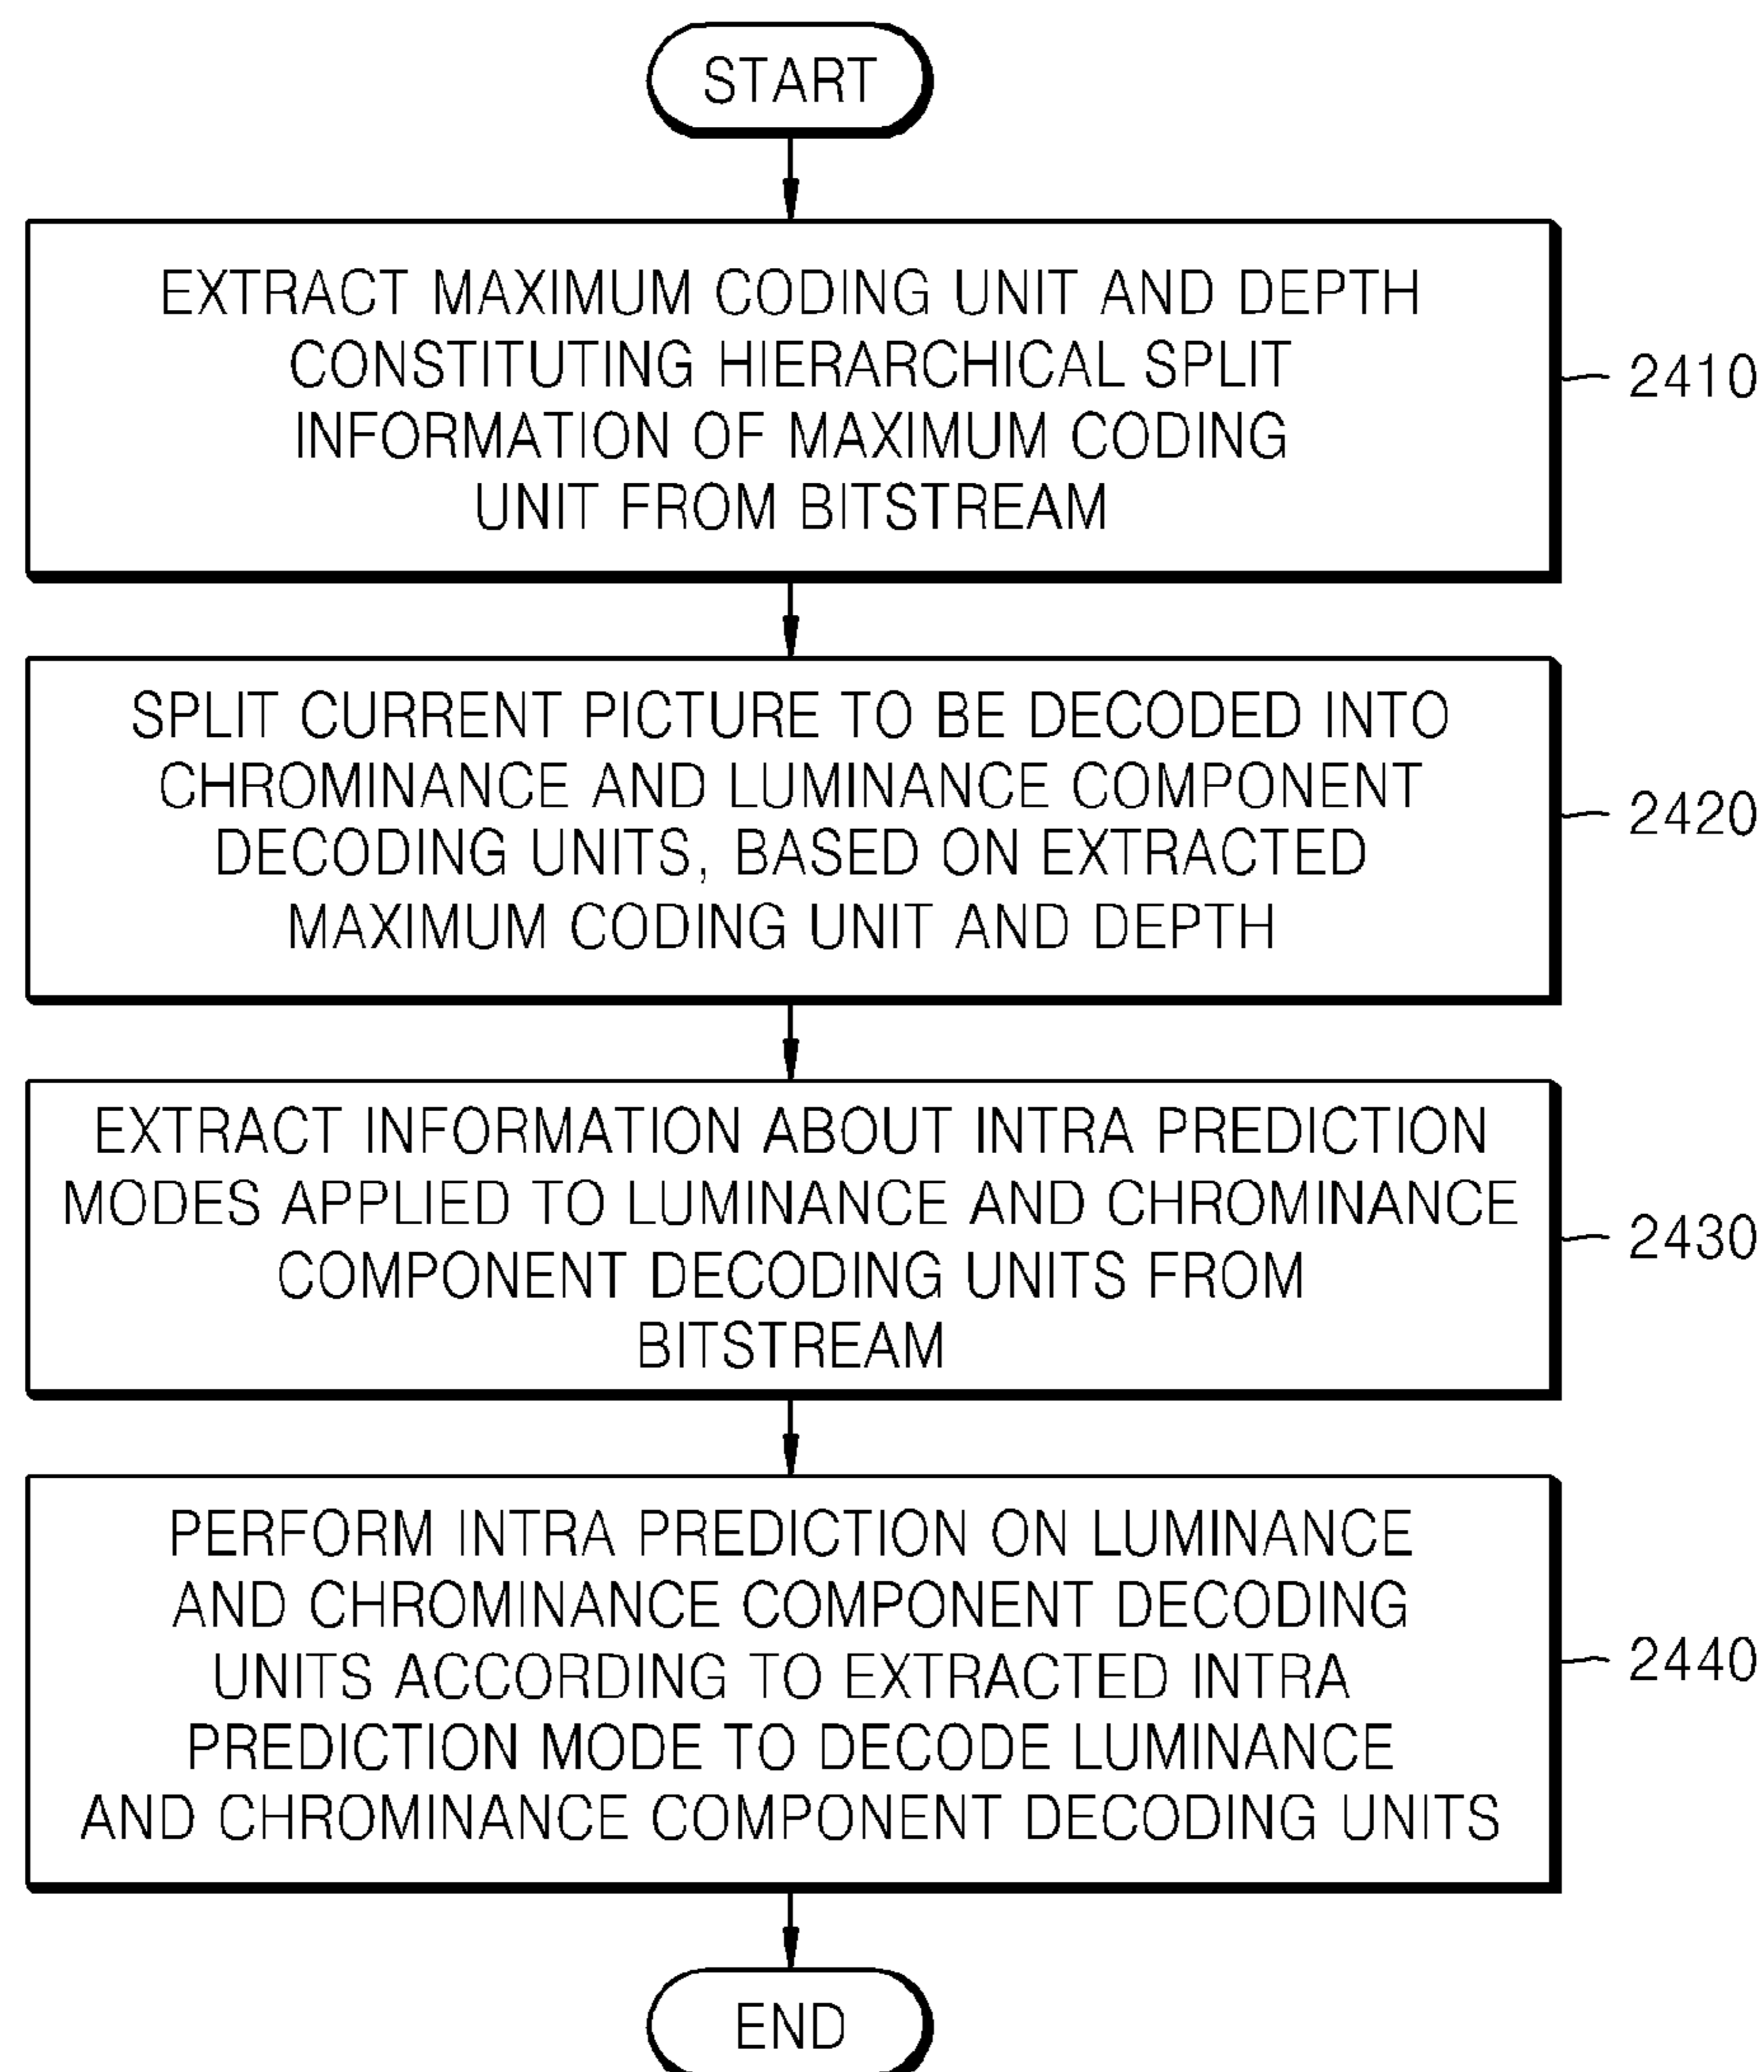 START
EXTRACT MAXIMUM CODING UNIT AND DEPTH
CONSTITUTING HIERARCHICAL SPLIT
INFORMATION OF MAXIMUM CODING
UNIT FROM BITSTREAM
2410
SPLIT CURRENT PICTURE TO BE DECODED INTO
CHROMINANCE AND LUMINANCE COMPONENT
DECODING UNITS, BASED ON EXTRACTED
MAXIMUM CODING UNIT AND DEPTH
2420
EXTRACT INFORMATION ABOUT INTRA PREDICTION
MODES APPLIED TO LUMINANCE AND CHROMINANCE
COMPONENT DECODING UNITS FROM
BITSTREAM
2430
PERFORM INTRA PREDICTION ON LUMINANCE
AND CHROMINANCE COMPONENT DECODING
UNITS ACCORDING TO EXTRACTED INTRA
PREDICTION MODE TO DECODE LUMINANCE
AND CHROMINANCE COMPONENT DECODING UNITS
2440
END